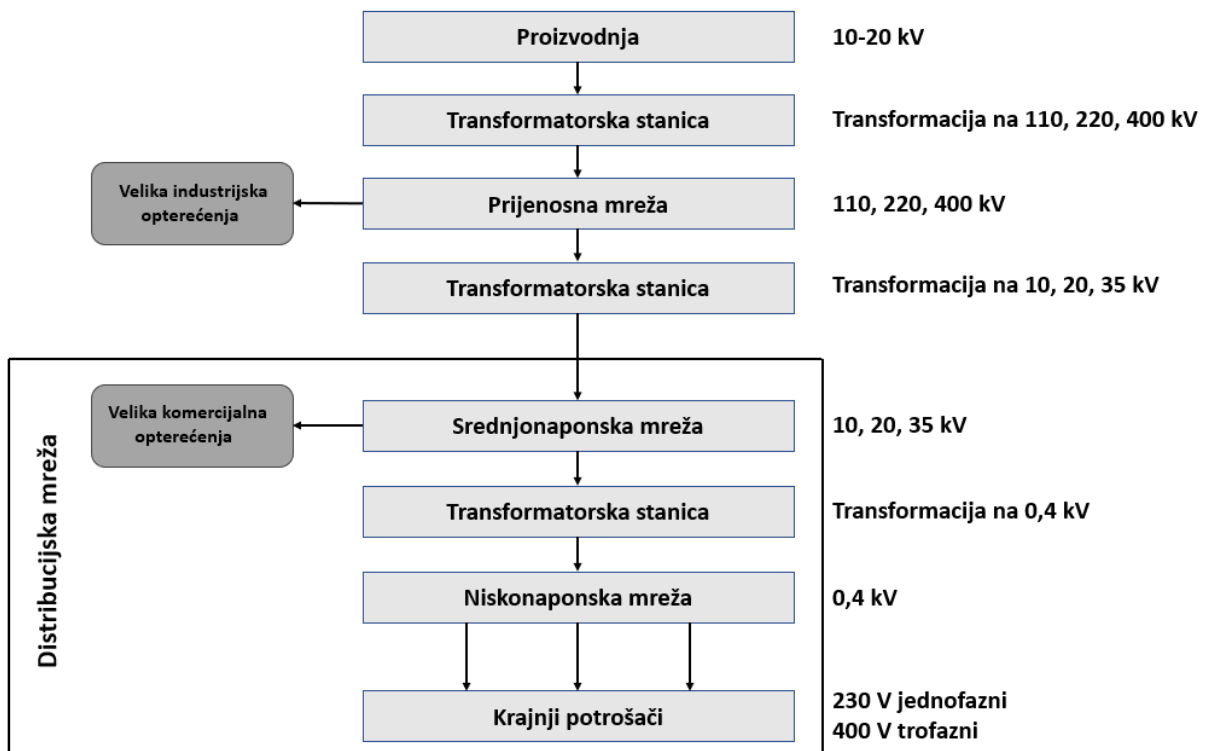 Proizvodnja
10-20 kV
Transformatorska stanica
Transformacija na 110, 220, 400 kV
Velika industrijska
opterećenja
Prijenosna mreža
110, 220, 400 kV
Transformatorska stanica
Transformacija na 10, 20, 35 kV
Distribucijska mreža
Velika komercijalna
opterećenja
Srednjonaponska mreža
10, 20, 35 kV
Transformatorska stanica
Transformacija na 0,4 kV
Niskonaponska mreža
0,4 kV
Krajnji potrošači
230 V jednofazni
400 V trofazni